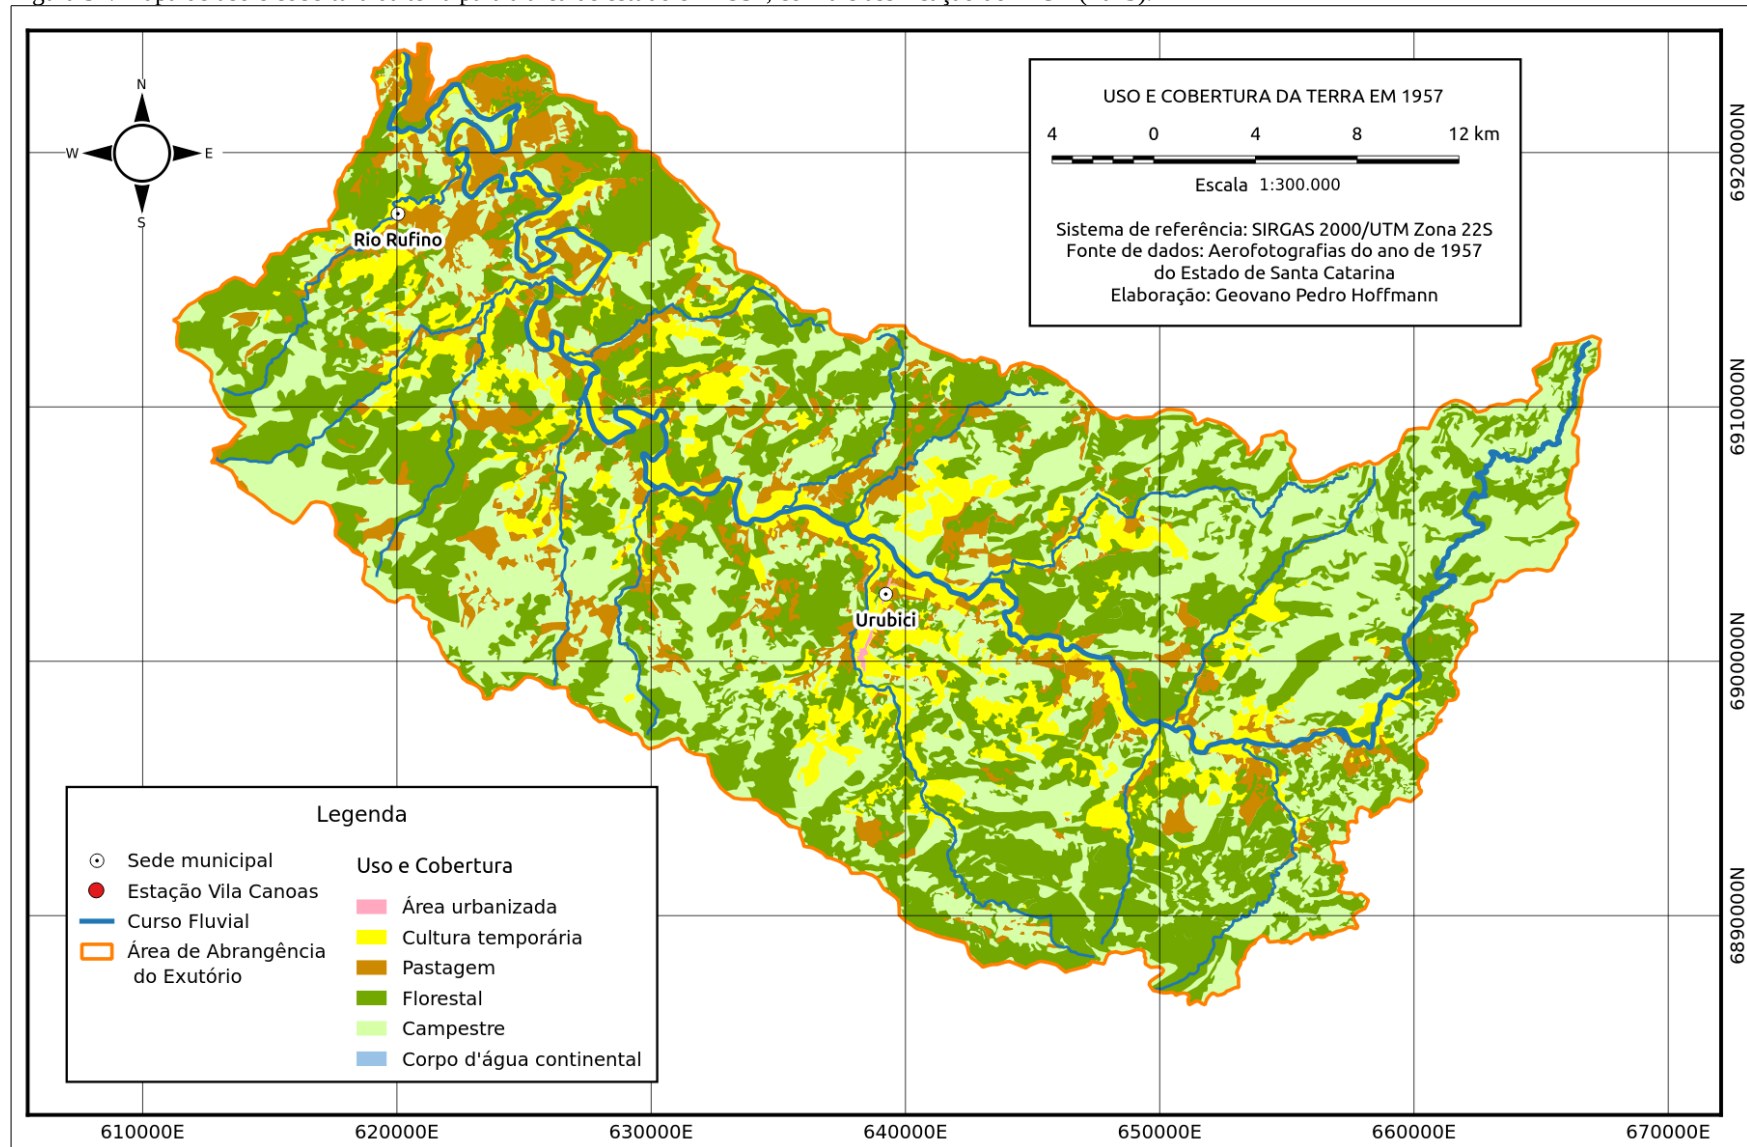 N
W
E
S
USO E COBERTURA DA TERRA EM 1957
4 0 4 8 12 km
Escala 1:300.000
Sistema de referência: SIRGAS 2000/UTM Zona 22S
Fonte de dados: Aerofotografias do ano de 1957
do Estado de Santa Catarina
Elaboração: Geovano Pedro Hoffmann
Rio Rufino
Urubici
6920000N
6910000N
6900000N
6890000N
Legenda
Sede municipal
Estação Vila Canoas
Curso Fluvial
Área de Abrangência
do Exutório
Uso e Cobertura
Área urbanizada
Cultura temporária
Pastagem
Florestal
Campestre
Corpo d'água continental
610000E 620000E 630000E 640000E 650000E 660000E 670000E